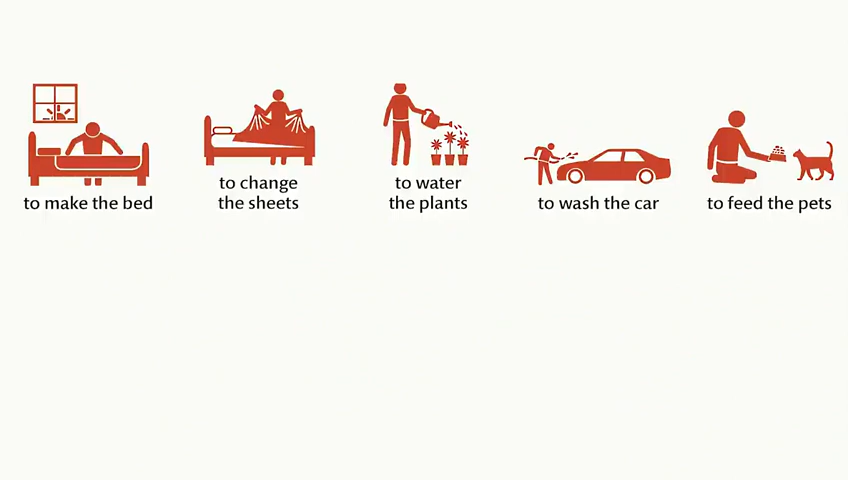 to make the bed
to change
the sheets
to water
the plants
to wash the car
to feed the pets